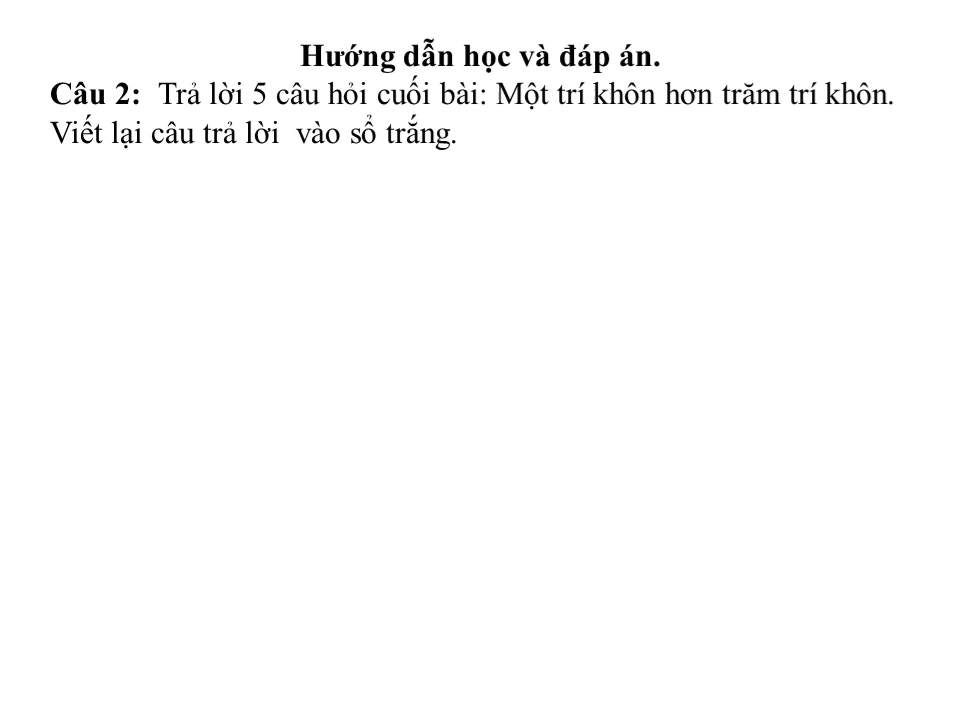 Hướng dẫn học và đáp án.
Câu 2:  Trả lời 5 câu hỏi cuối bài: Một trí khôn hơn trăm trí khôn.
Viết lại câu trả lời  vào sổ trắng.